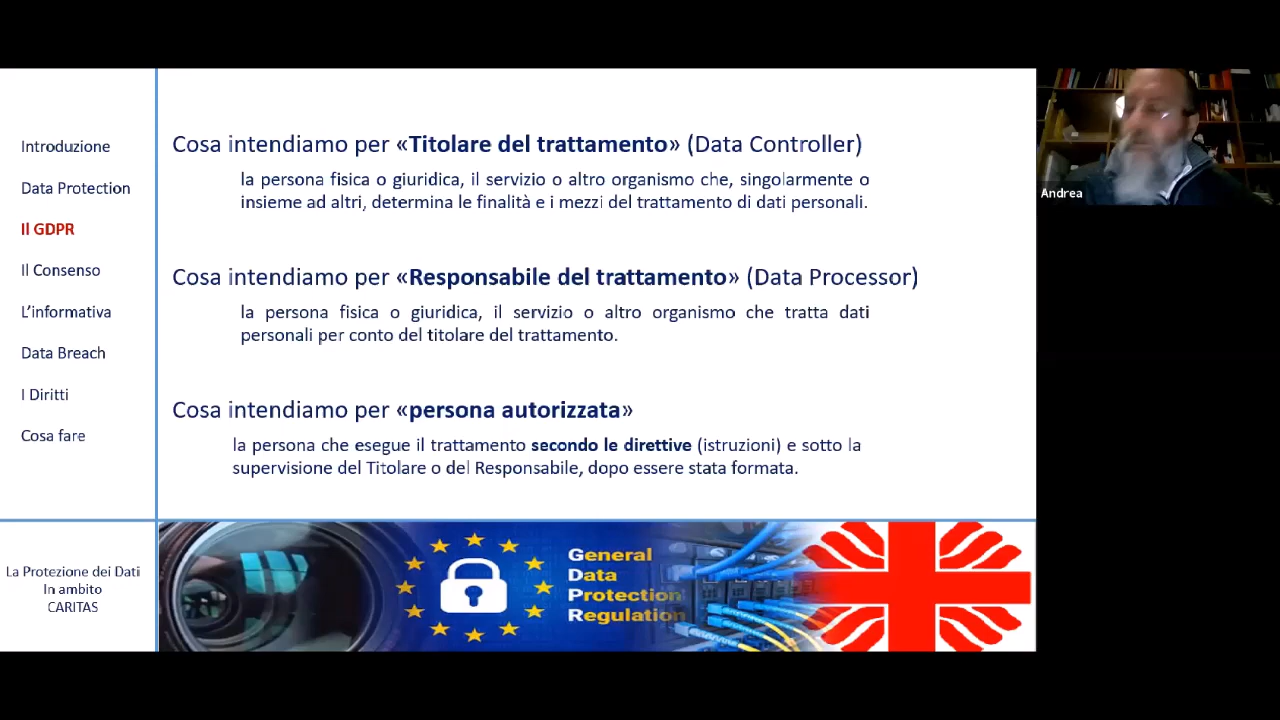 Introduzione
Data Protection
Il GDPR
Il Consenso
L'informativa
Data Breach
I Diritti
Cosa fare
La Protezione dei Dati
In ambito
CARITAS
Cosa intendiamo per «Titolare del trattamento» (Data Controller)
la persona fisica o giuridica, il servizio o altro organismo che, singolarmente o
insieme ad altri, determina le finalità e i mezzi del trattamento di dati personali.
Cosa intendiamo per «Responsabile del trattamento» (Data Processor)
la persona fisica o giuridica, il servizio o altro organismo che tratta dati
personali per conto del titolare del trattamento.
Cosa intendiamo per «persona autorizzata»
la persona che esegue il trattamento secondo le direttive (istruzioni) e sotto la
supervisione del Titolare o del Responsabile, dopo essere stata formata.
General
Data
Protection
Regulation
Andrea